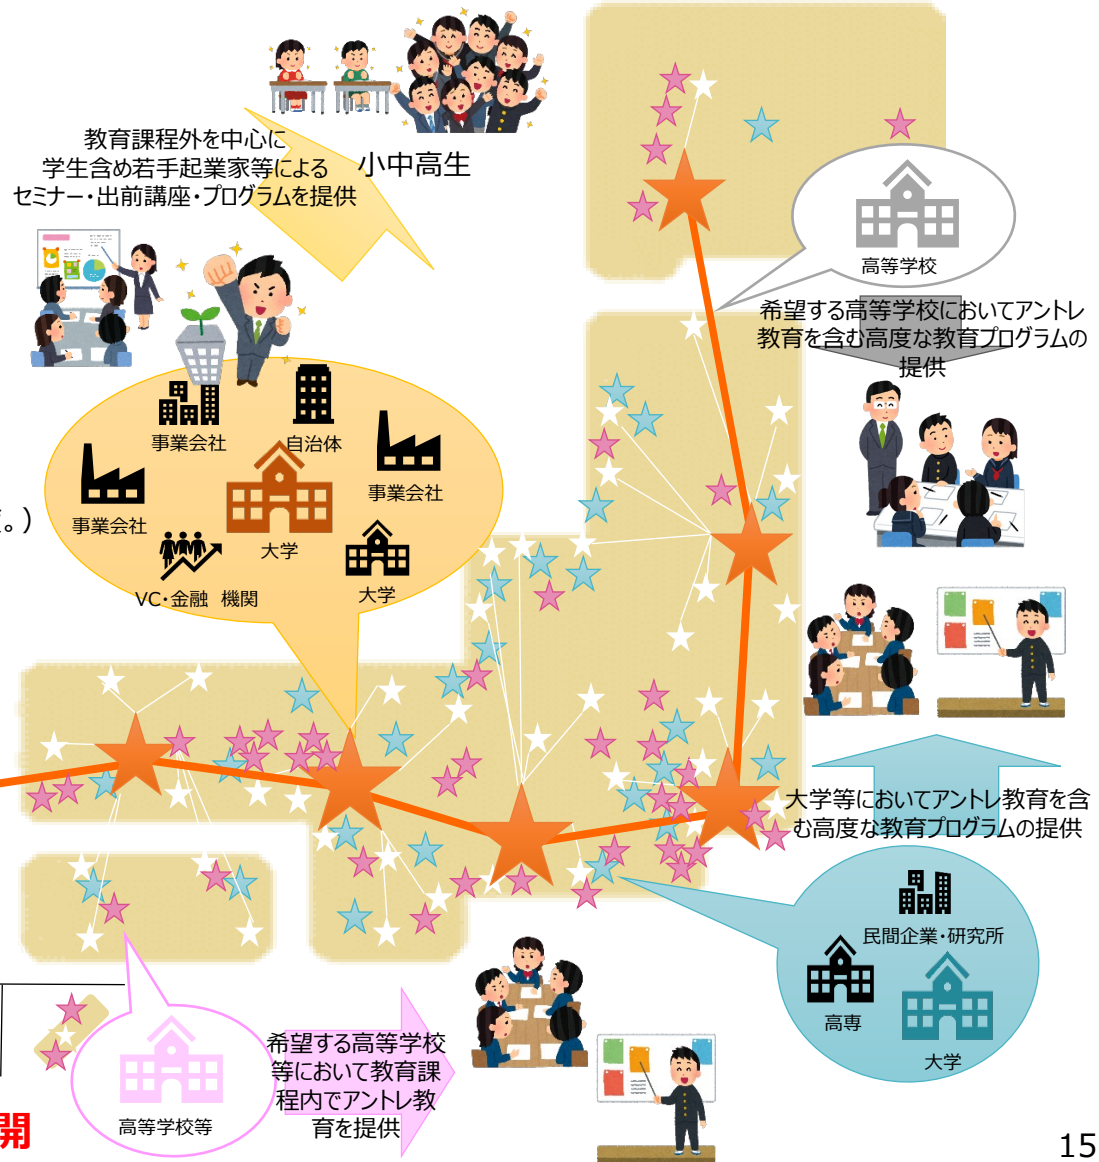 教育課程外を中心に
学生含め若手起業家等による
セミナー・出前講座・プログラムを提供
小中高生
高等学校
希望する高等学校においてアントレ
教育を含む高度な教育プログラムの
提供
事業会社
自治体
事業会社
事業会社
大学
VC・金融 機関
大学
。)
大学等においてアントレ教育を含
む高度な教育プログラムの提供
民間企業・研究所
高専
大学
高等学校等
希望する高等学校
等において教育課
程内でアントレ教
育を提供
開
15